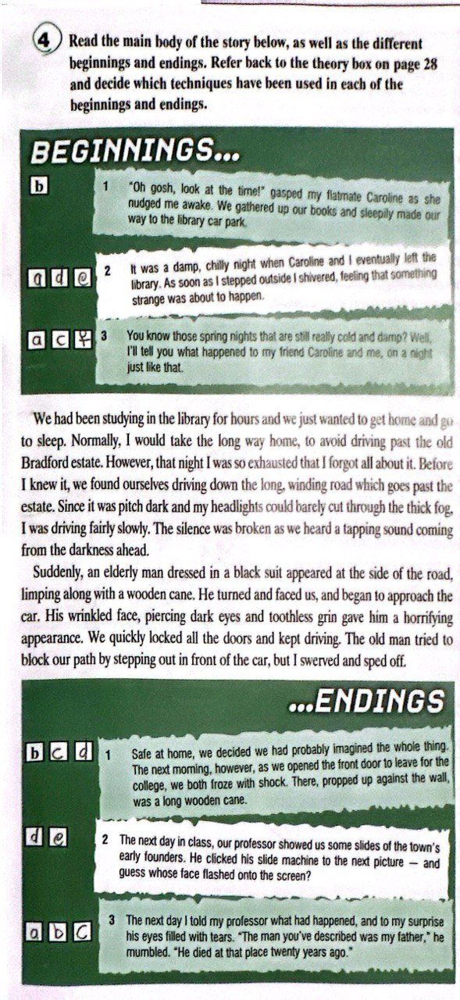 4 Read the main body of the story below, as well as the different
beginnings and endings. Refer back to the theory box on page 28
and decide which techniques have been used in each of the
beginnings and endings.
BEGINNINGS...
b 1 "Oh gosh, look at the time!" gasped my flatmate Caroline as she
nudged me awake. We gathered up our books and sleepily made our
way to the library car park.
a d e 2 It was a damp, chilly night when Caroline and I eventually left the
library. As soon as I stepped outside I shivered, feeling that something
strange was about to happen.
a c 3 You know those spring nights that are still really cold and damp? Well,
I'll tell you what happened to my friend Caroline and me, on a night
just like that.
We had been studying in the library for hours and we just wanted to get home and go
to sleep. Normally, I would take the long way home, to avoid driving past the old
Bradford estate. However, that night I was so exhausted that I forgot all about it. Before
I knew it, we found ourselves driving down the long, winding road which goes past the
estate. Since it was pitch dark and my headlights could barely cut through the thick fog,
I was driving fairly slowly. The silence was broken as we heard a tapping sound coming
from the darkness ahead.
Suddenly, an elderly man dressed in a black suit appeared at the side of the road,
limping along with a wooden cane. He turned and faced us, and began to approach the
car. His wrinkled face, piercing dark eyes and toothless grin gave him a horrifying
appearance. We quickly locked all the doors and kept driving. The old man tried to
block our path by stepping out in front of the car, but I swerved and sped off.
...ENDINGS
b c d 1 Safe at home, we decided we had probably imagined the whole thing.
The next morning, however, as we opened the front door to leave for the
college, we both froze with shock. There, propped up against the wall,
was a long wooden cane.
d e 2 The next day in class, our professor showed us some slides of the town's
early founders. He clicked his slide machine to the next picture — and
guess whose face flashed onto the screen?
a b c 3 The next day I told my professor what had happened, and to my surprise
his eyes filled with tears. "The man you've described was my father," he
mumbled. "He died at that place twenty years ago."